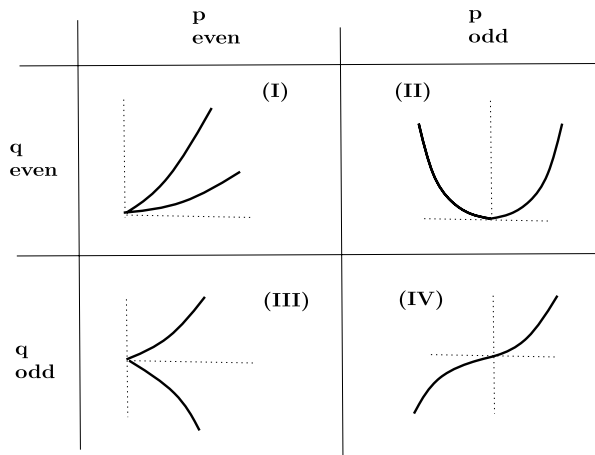 p
even
p
odd
(I)
(II)
q
even
(III)
(IV)
q
odd